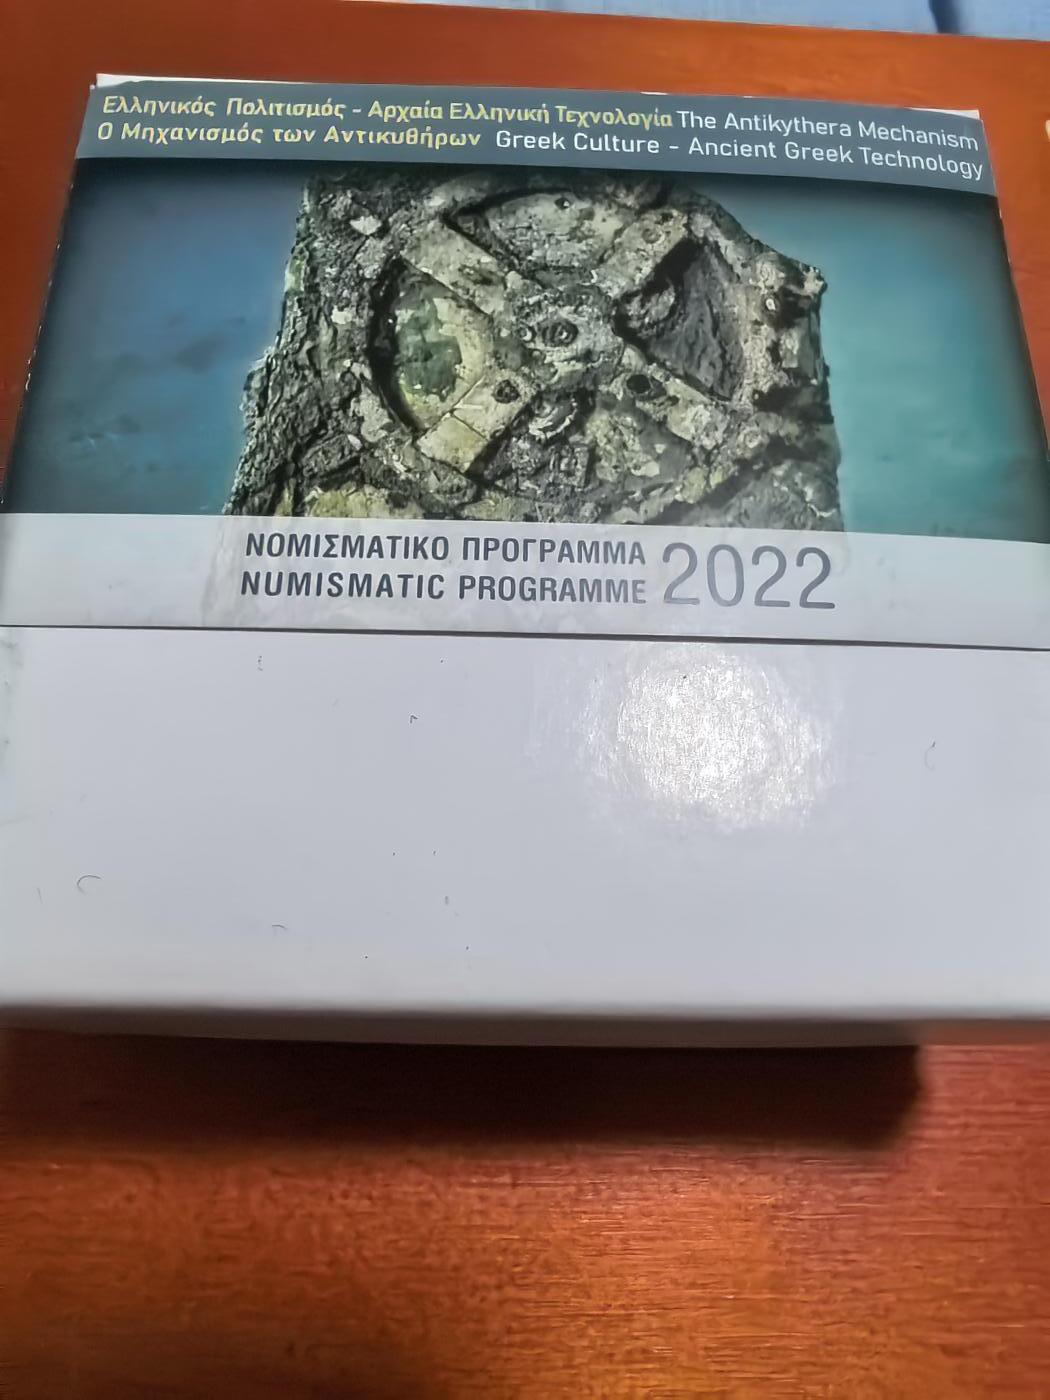 Ελληνικός Πολιτισμός - Αρχαία Ελληνική Τεχνολογία The Antikythera Mechanism
Ο Μηχανισμός των Αντικυθήρων Greek Culture - Ancient Greek Technology
ΝΟΜΙΣΜΑΤΙΚΟ ΠΡΟΓΡΑΜΜΑ
NUMISMATIC PROGRAMME 2022